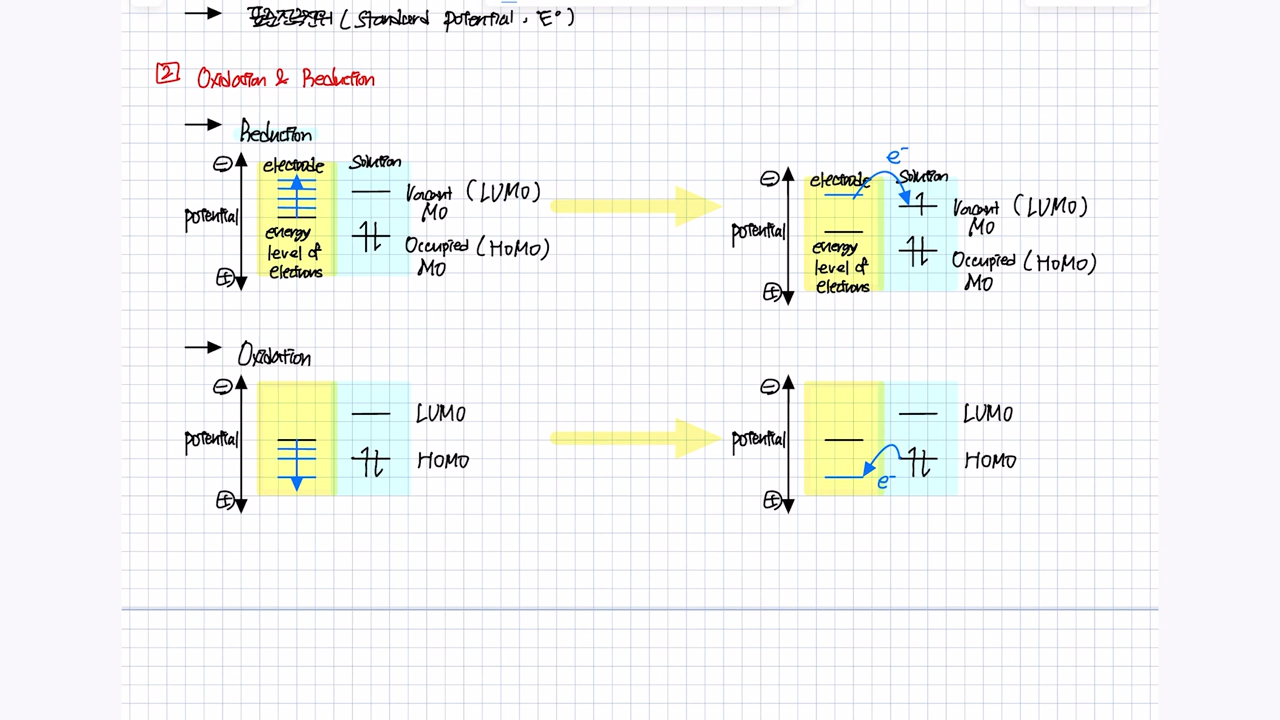 → (Standard potential, E°)
[2] Oxidation & Reduction
→ Reduction
⊖ electrode Solution
potential
⊕
energy
level of
electrons
Vacant (LUMO)
MO
Occupied (HOMO)
MO
e⁻
⊖ electrode Solution
potential
⊕
energy
level of
electrons
Vacant (LUMO)
MO
Occupied (HOMO)
MO
→ Oxidation
⊖
potential
⊕
LUMO
HOMO
⊖
potential
⊕
LUMO
HOMO
e⁻